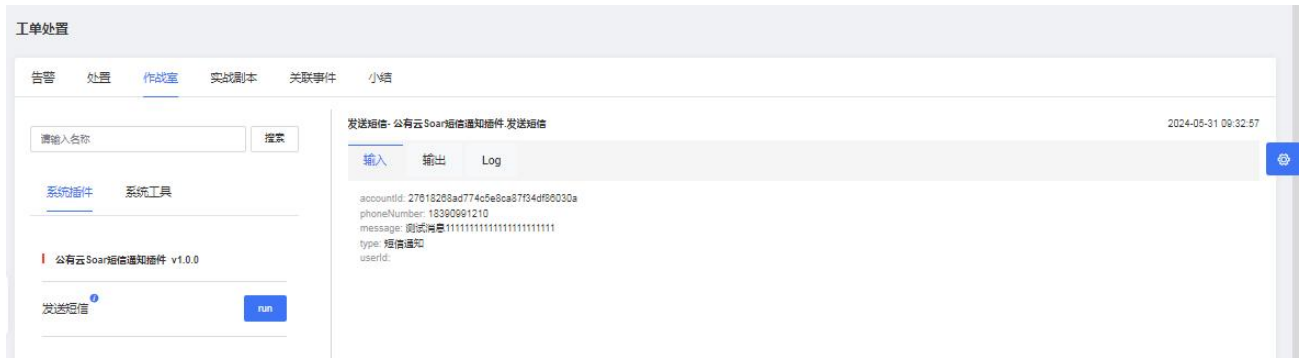 工单处置
告警 处置 作战室 实战剧本 关联事件 小结
请输入名称 搜索
系统插件 系统工具
公有云Soar短信通知插件 v1.0.0
发送短信 run
发送短信- 公有云Soar短信通知插件.发送短信 2024-05-31 09:32:57
输入 输出 Log
accountId: 27618268ad774c5e8ca87f34df86030a
phoneNumber: 18390991210
message: 测试消息1111111111111111111111
type: 短信通知
userId: